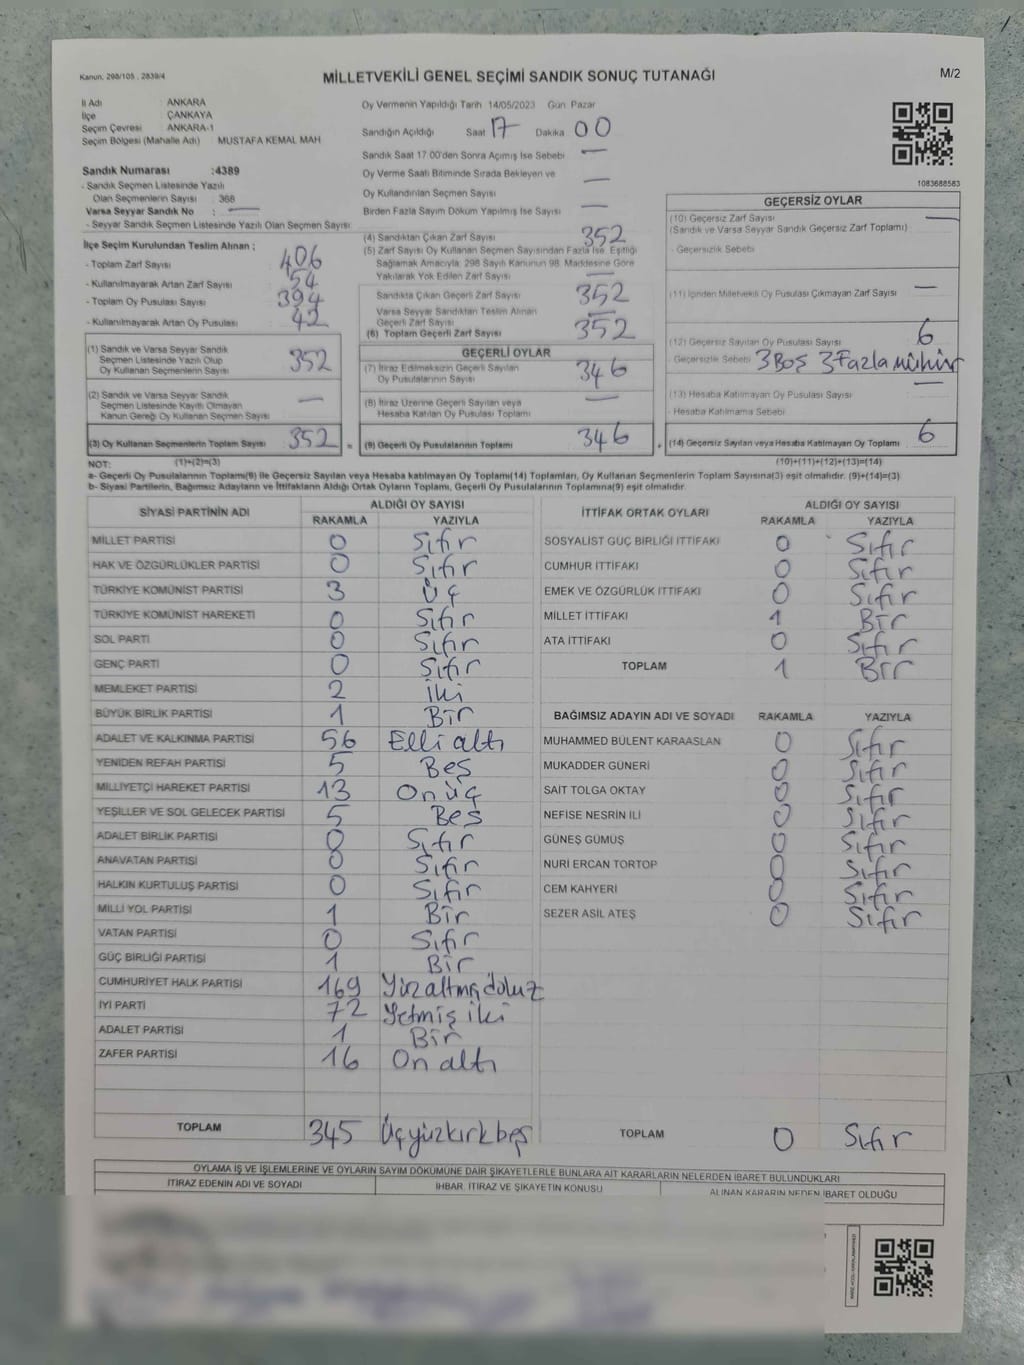 Kanun, 298/105 , 2839/4
MİLLETVEKİLİ GENEL SEÇİMİ SANDIK SONUÇ TUTANAĞI
M/2
İl Adı : ANKARA
İlçe : ÇANKAYA
Seçim Çevresi : ANKARA-1
Seçim Bölgesi (Mahalle Adı) MUSTAFA KEMAL MAH
Sandık Numarası :4389
- Sandık Seçmen Listesinde Yazılı
Olan Seçmenlerin Sayısı : 368
Varsa Seyyar Sandık No : —
- Seyyar Sandık Seçmen Listesinde Yazılı Olan Seçmen Sayısı:
İlçe Seçim Kurulundan Teslim Alınan ;
- Toplam Zarf Sayısı 406
- Kullanılmayarak Artan Zarf Sayısı 54
- Toplam Oy Pusulası Sayısı 394
- Kullanılmayarak Artan Oy Pusulası 42
(1) Sandık ve Varsa Seyyar Sandık
Seçmen Listesinde Yazılı Olup
Oy Kullanan Seçmenlerin Sayısı 352
(2) Sandık ve Varsa Seyyar Sandık
Seçmen Listesinde Kayıtlı Olmayan
Kanun Gereği Oy Kullanan Seçmen Sayısı —
(3) Oy Kullanan Seçmenlerin Toplam Sayısı 352 =
(1)+(2)=(3)
Oy Vermenin Yapıldığı Tarih 14/05/2023 Gün Pazar
Sandığın Açıldığı Saat 17 Dakika 00
Sandık Saat 17:00'den Sonra Açılmış İse Sebebi —
Oy Verme Saati Bitiminde Sırada Bekleyen ve
Oy Kullandırılan Seçmen Sayısı —
Birden Fazla Sayım Döküm Yapılmış İse Sayısı —
(4) Sandıktan Çıkan Zarf Sayısı 352
(5) Zarf Sayısı Oy Kullanan Seçmen Sayısından Fazla İse, Eşitliği
Sağlamak Amacıyla; 298 Sayılı Kanunun 98. Maddesine Göre
Yakılarak Yok Edilen Zarf Sayısı —
Sandıkta Çıkan Geçerli Zarf Sayısı 352
Varsa Seyyar Sandıktan Teslim Alınan
Geçerli Zarf Sayısı —
(6) Toplam Geçerli Zarf Sayısı 352
GEÇERLİ OYLAR
(7) İtiraz Edilmeksizin Geçerli Sayılan
Oy Pusulalarının Sayısı 346
(8) İtiraz Üzerine Geçerli Sayılan veya
Hesaba Katılan Oy Pusulası Toplamı —
(9) Geçerli Oy Pusulalarının Toplamı 346 +
1083688583
GEÇERSİZ OYLAR
(10) Geçersiz Zarf Sayısı —
(Sandık ve Varsa Seyyar Sandık Geçersiz Zarf Toplamı)
- Geçersizlik Sebebi
(11) İçinden Milletvekili Oy Pusulası Çıkmayan Zarf Sayısı —
(12) Geçersiz Sayılan Oy Pusulası Sayısı 6
- Geçersizlik Sebebi 3 Boş 3 Fazla mühür
(13) Hesaba Katılmayan Oy Pusulası Sayısı —
Hesaba Katılmama Sebebi
(14) Geçersiz Sayılan veya Hesaba Katılmayan Oy Toplamı 6
(10)+(11)+(12)+(13)=(14)
NOT:
a- Geçerli Oy Pusulalarının Toplamı(9) ile Geçersiz Sayılan veya Hesaba katılmayan Oy Toplamı(14) Toplamları, Oy Kullanan Seçmenlerin Toplam Sayısına(3) eşit olmalıdır. (9)+(14)=(3)
b- Siyasi Partilerin, Bağımsız Adayların ve İttifakların Aldığı Ortak Oyların Toplamı, Geçerli Oy Pusulalarının Toplamına(9) eşit olmalıdır.
SİYASİ PARTİNİN ADI ALDIĞI OY SAYISI
RAKAMLA YAZIYLA
MİLLET PARTİSİ 0 Sıfır
HAK VE ÖZGÜRLÜKLER PARTİSİ 0 Sıfır
TÜRKİYE KOMÜNİST PARTİSİ 3 Üç
TÜRKİYE KOMÜNİST HAREKETİ 0 Sıfır
SOL PARTİ 0 Sıfır
GENÇ PARTİ 0 Sıfır
MEMLEKET PARTİSİ 2 iki
BÜYÜK BİRLİK PARTİSİ 1 Bir
ADALET VE KALKINMA PARTİSİ 56 Elli altı
YENİDEN REFAH PARTİSİ 5 Beş
MİLLİYETÇİ HAREKET PARTİSİ 13 Onüç
YEŞİLLER VE SOL GELECEK PARTİSİ 5 Beş
ADALET BİRLİK PARTİSİ 0 Sıfır
ANAVATAN PARTİSİ 0 Sıfır
HALKIN KURTULUŞ PARTİSİ 0 Sıfır
MİLLİ YOL PARTİSİ 1 Bir
VATAN PARTİSİ 0 Sıfır
GÜÇ BİRLİĞİ PARTİSİ 1 Bir
CUMHURİYET HALK PARTİSİ 169 Yüzaltmışdokuz
İYİ PARTİ 72 Yetmiş iki
ADALET PARTİSİ 1 Bir
ZAFER PARTİSİ 16 On altı
TOPLAM 345 Üçyüzkırkbeş
İTTİFAK ORTAK OYLARI ALDIĞI OY SAYISI
RAKAMLA YAZIYLA
SOSYALİST GÜÇ BİRLİĞİ İTTİFAKI 0 Sıfır
CUMHUR İTTİFAKI 0 Sıfır
EMEK VE ÖZGÜRLÜK İTTİFAKI 0 Sıfır
MİLLET İTTİFAKI 1 Bir
ATA İTTİFAKI 0 Sıfır
TOPLAM 1 Bir
BAĞIMSIZ ADAYIN ADI VE SOYADI RAKAMLA YAZIYLA
MUHAMMED BÜLENT KARAASLAN 0 Sıfır
MUKADDER GÜNERİ 0 Sıfır
SAİT TOLGA OKTAY 0 Sıfır
NEFİSE NESRİN İLİ 0 Sıfır
GÜNEŞ GÜMÜŞ 0 Sıfır
NURİ ERCAN TORTOP 0 Sıfır
CEM KAHYERİ 0 Sıfır
SEZER ASİL ATEŞ 0 Sıfır
TOPLAM 0 Sıfır
OYLAMA İŞ VE İŞLEMLERİNE VE OYLARIN SAYIM DÖKÜMÜNE DAİR ŞİKAYETLERLE BUNLARA AİT KARARLARIN NELERDEN İBARET BULUNDUKLARI
İTİRAZ EDENİN ADI VE SOYADI İHBAR, İTİRAZ VE ŞİKAYETİN KONUSU ALINAN KARARIN NEDEN İBARET OLDUĞU